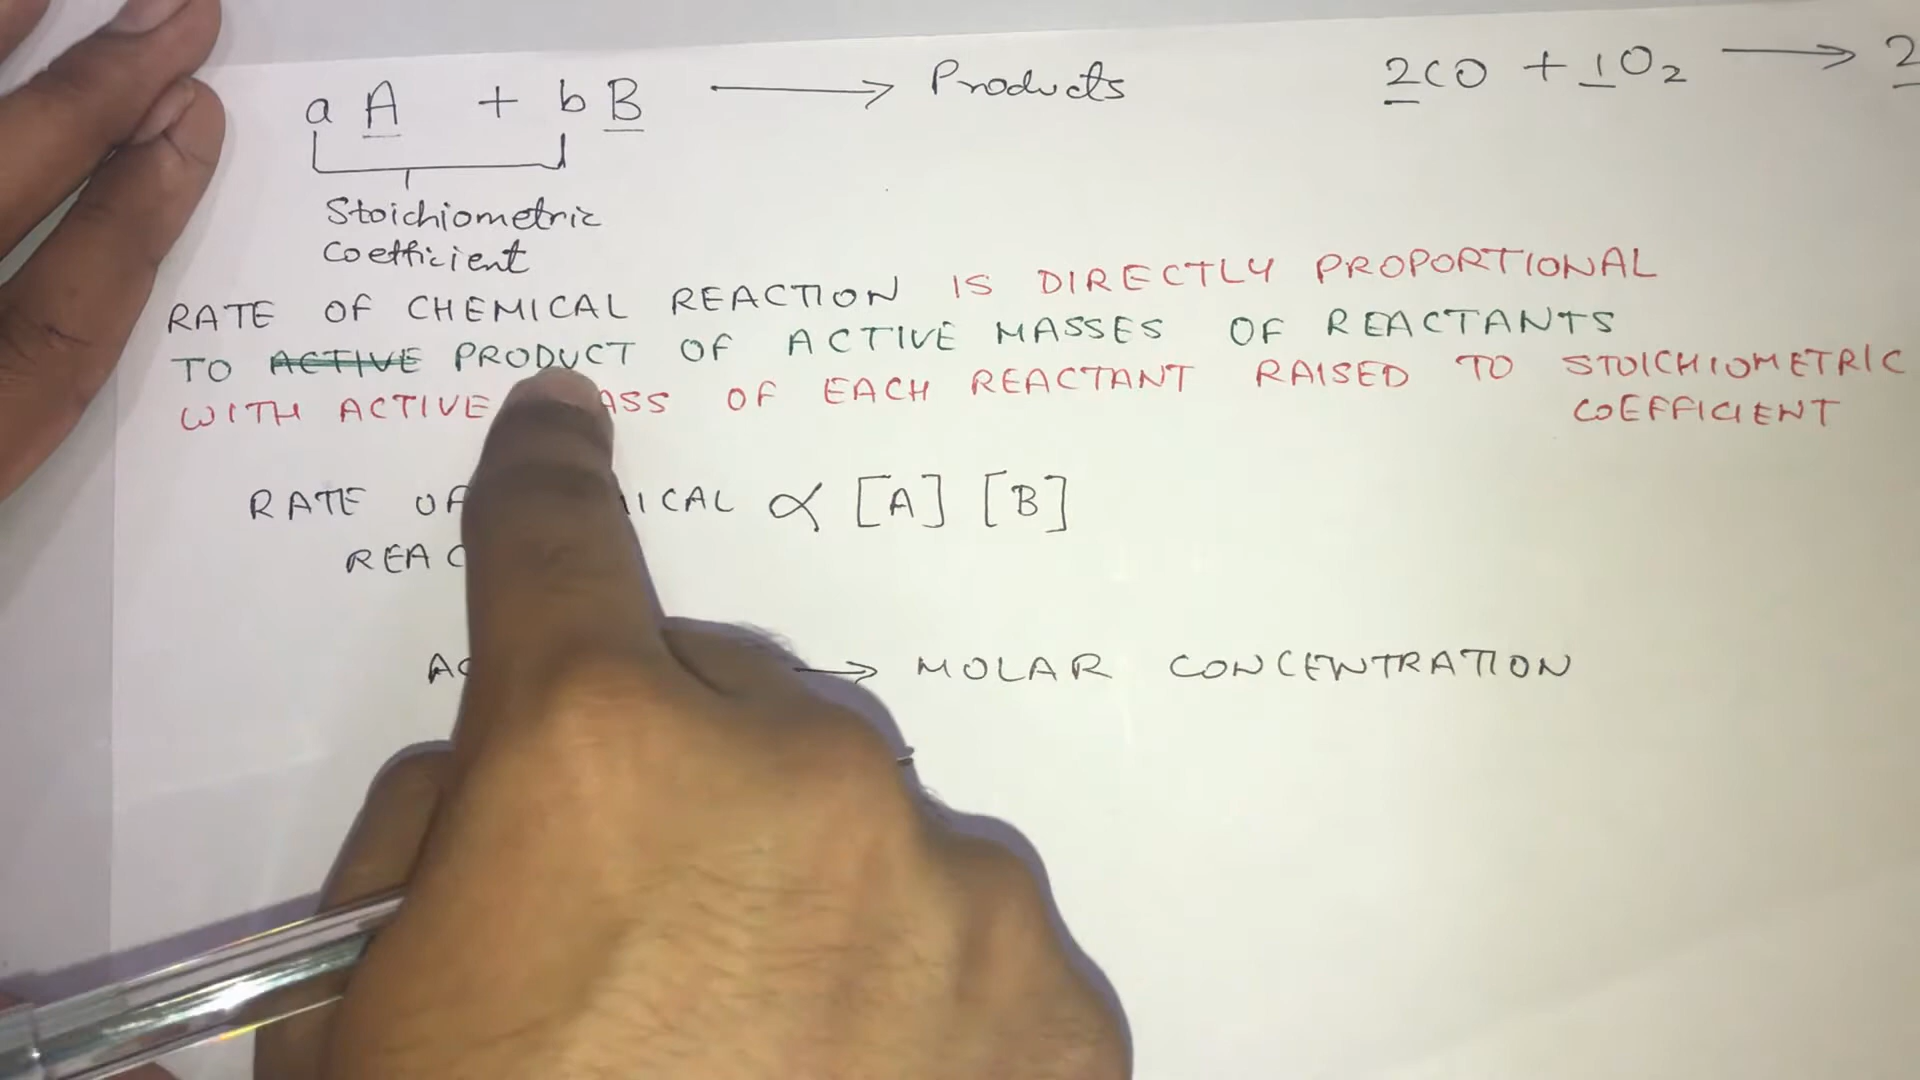 a A + b B ⟶ Products
2CO + 1O₂ ⟶ 2
Stoichiometric
Coefficient
RATE OF CHEMICAL REACTION IS DIRECTLY PROPORTIONAL
TO ACTIVE PRODUCT OF ACTIVE MASSES OF REACTANTS
WITH ACTIVE ASS OF EACH REACTANT RAISED TO STOICHIOMETRIC
COEFFICIENT
RATE OF ICAL ∝ [A] [B]
REAC
AC ⟶ MOLAR CONCENTRATION